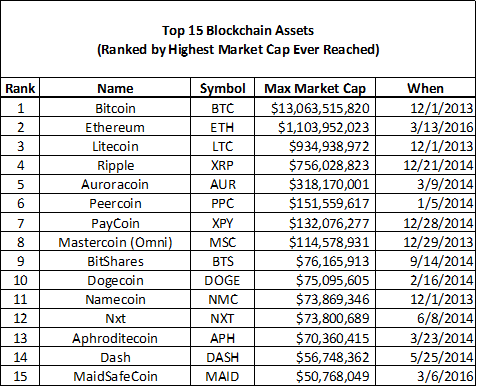 Top 15 Blockchain Assets
(Ranked by Highest Market Cap Ever Reached)
Rank Name Symbol Max Market Cap When
1 Bitcoin BTC $13,063,515,820 12/1/2013
2 Ethereum ETH $1,103,952,023 3/13/2016
3 Litecoin LTC $934,938,972 12/1/2013
4 Ripple XRP $756,028,823 12/21/2014
5 Auroracoin AUR $318,170,001 3/9/2014
6 Peercoin PPC $151,559,617 1/5/2014
7 PayCoin XPY $132,076,277 12/28/2014
8 Mastercoin (Omni) MSC $114,578,931 12/29/2013
9 BitShares BTS $76,165,913 9/14/2014
10 Dogecoin DOGE $75,095,605 2/16/2014
11 Namecoin NMC $73,869,346 12/1/2013
12 Nxt NXT $73,800,689 6/8/2014
13 Aphroditecoin APH $70,360,415 3/23/2014
14 Dash DASH $56,748,362 5/25/2014
15 MaidSafeCoin MAID $50,768,049 3/6/2016